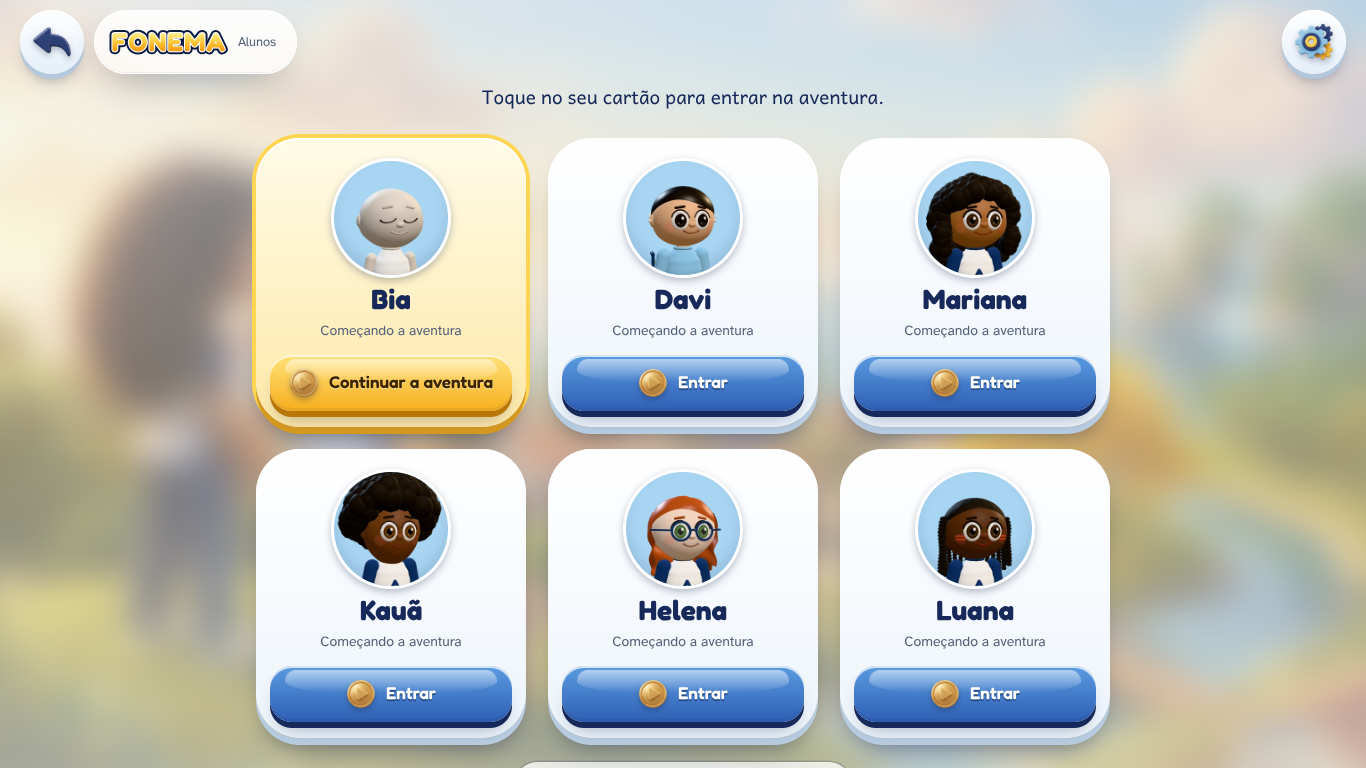 FONEMA Alunos
Toque no seu cartão para entrar na aventura.
Bia
Começando a aventura
Continuar a aventura
Davi
Começando a aventura
Entrar
Mariana
Começando a aventura
Entrar
Kauã
Começando a aventura
Entrar
Helena
Começando a aventura
Entrar
Luana
Começando a aventura
Entrar